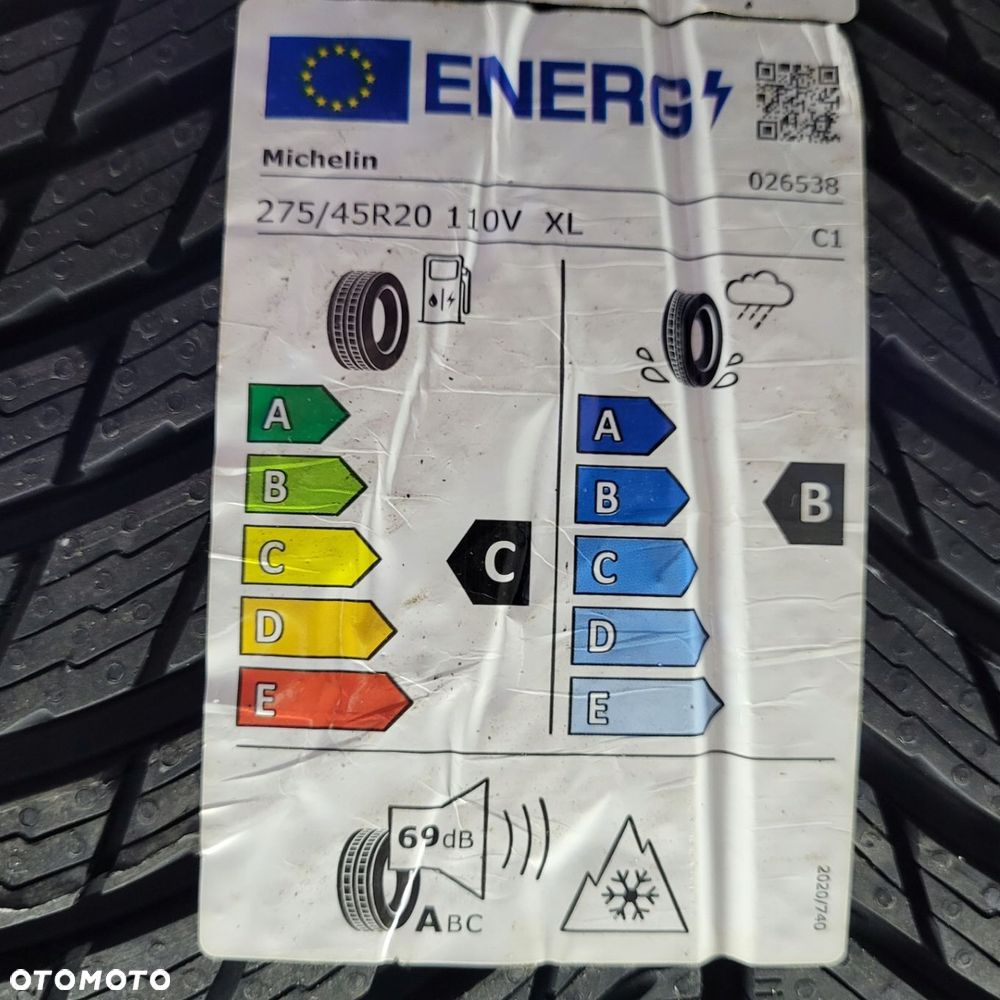 ENERG
Michelin
026538
275/45R20 110V XL
C1
A
B
C
D
E
C
A
B
C
D
E
B
69dB
ABC
2020/740
OTOMOTO